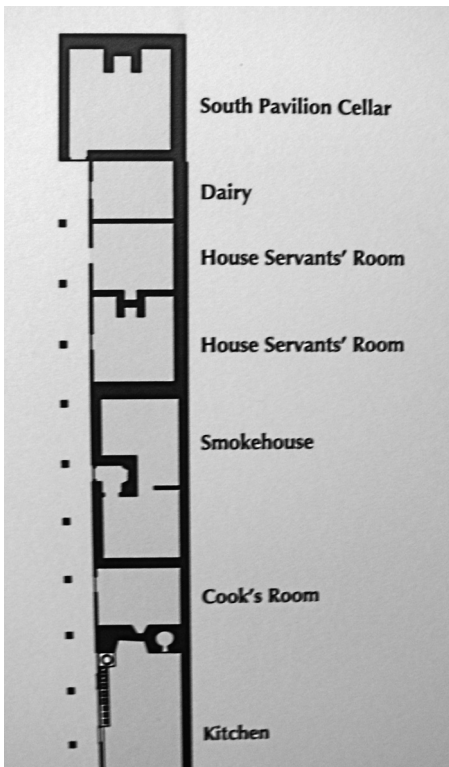 South Pavilion Cellar
Dairy
House Servants' Room
House Servants' Room
Smokehouse
Cook's Room
Kitchen